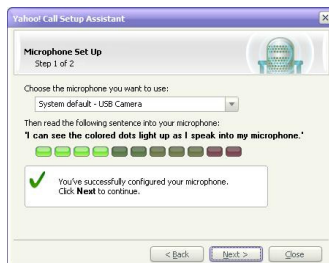 Yahoo! Call Setup Assistant
Microphone Set Up
Step 1 of 2
Choose the microphone you want to use:
System default - USB Camera
Then read the following sentence into your microphone:
"I can see the colored dots light up as I speak into my microphone."
You've successfully configured your microphone.
Click Next to continue.
< Back Next > Close